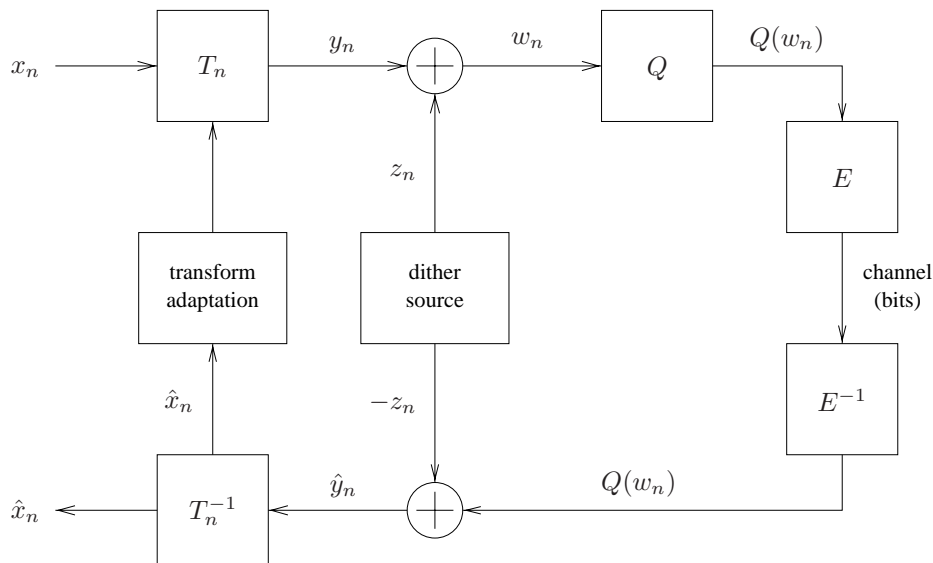 x_n
T_n
y_n
w_n
Q
Q(w_n)
z_n
E
transform
adaptation
dither
source
channel
(bits)
x̂_n
−z_n
E^{−1}
x̂_n
T_n^{−1}
ŷ_n
Q(w_n)